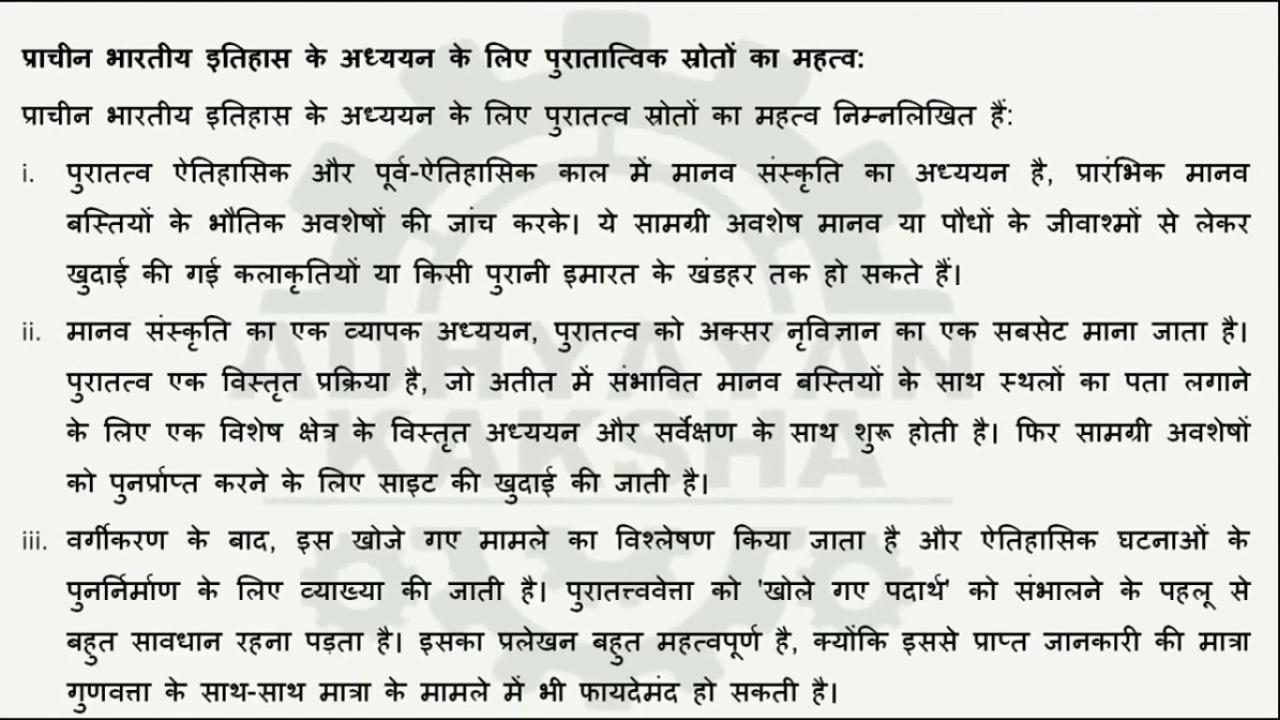 प्राचीन भारतीय इतिहास के अध्ययन के लिए पुरातात्विक स्रोतों का महत्व:
प्राचीन भारतीय इतिहास के अध्ययन के लिए पुरातत्व स्रोतों का महत्व निम्नलिखित हैं:
i. पुरातत्व ऐतिहासिक और पूर्व-ऐतिहासिक काल में मानव संस्कृति का अध्ययन है, प्रारंभिक मानव
बस्तियों के भौतिक अवशेषों की जांच करके। ये सामग्री अवशेष मानव या पौधों के जीवाश्मों से लेकर
खुदाई की गई कलाकृतियों या किसी पुरानी इमारत के खंडहर तक हो सकते हैं।
ii. मानव संस्कृति का एक व्यापक अध्ययन, पुरातत्व को अक्सर नृविज्ञान का एक सबसेट माना जाता है।
पुरातत्व एक विस्तृत प्रक्रिया है, जो अतीत में संभावित मानव बस्तियों के साथ स्थलों का पता लगाने
के लिए एक विशेष क्षेत्र के विस्तृत अध्ययन और सर्वेक्षण के साथ शुरू होती है। फिर सामग्री अवशेषों
को पुनर्प्राप्त करने के लिए साइट की खुदाई की जाती है।
iii. वर्गीकरण के बाद, इस खोजे गए मामले का विश्लेषण किया जाता है और ऐतिहासिक घटनाओं के
पुनर्निर्माण के लिए व्याख्या की जाती है। पुरातत्त्ववेत्ता को 'खोले गए पदार्थ' को संभालने के पहलू से
बहुत सावधान रहना पड़ता है। इसका प्रलेखन बहुत महत्वपूर्ण है, क्योंकि इससे प्राप्त जानकारी की मात्रा
गुणवत्ता के साथ-साथ मात्रा के मामले में भी फायदेमंद हो सकती है।
ADHYAYAN
KAKSHA